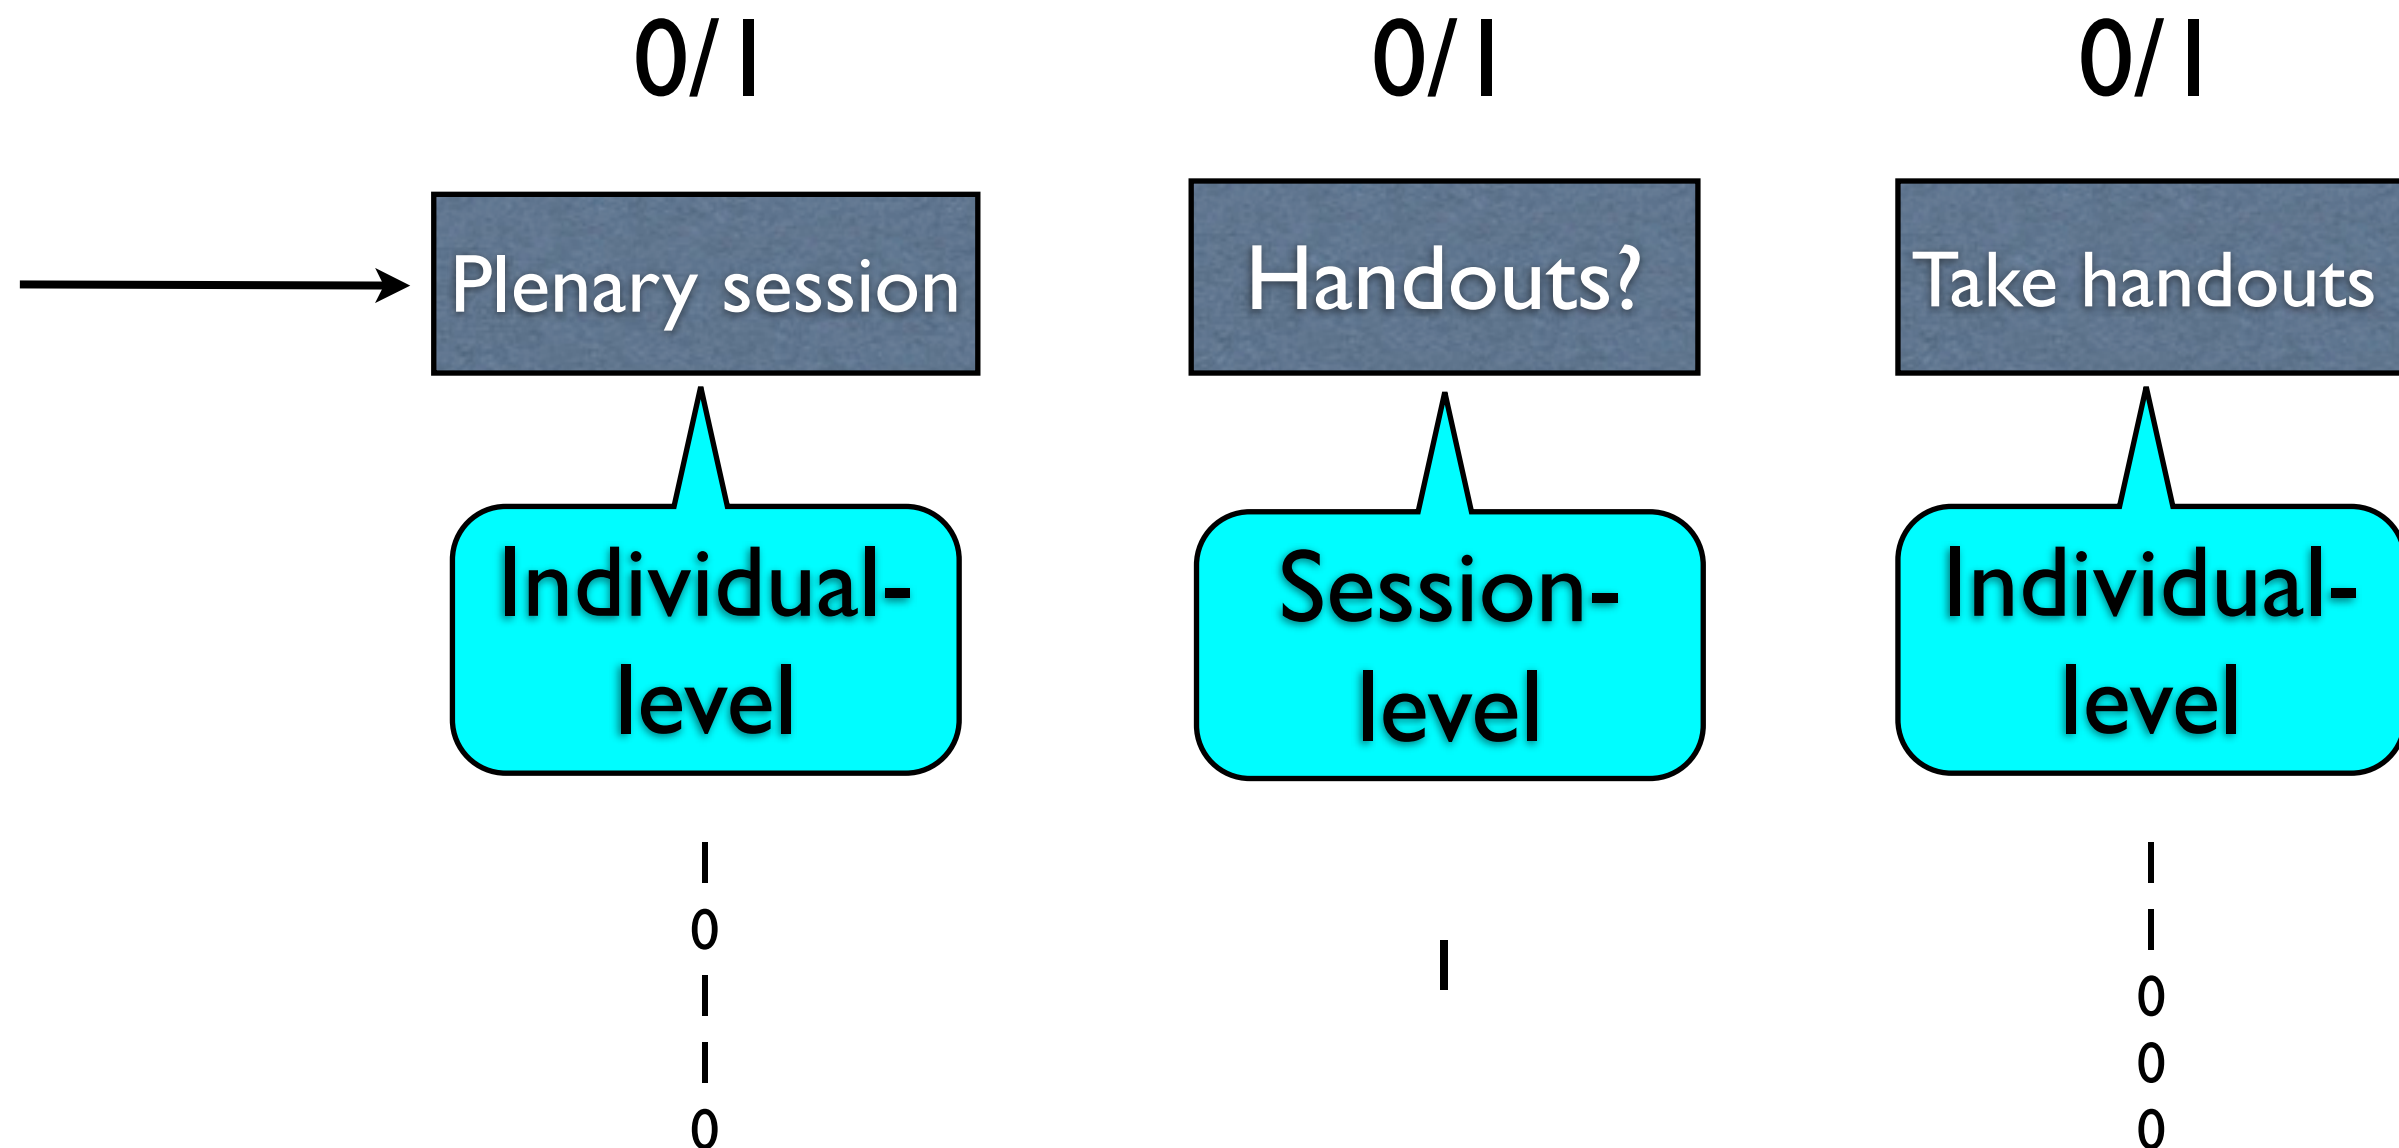 0/1 0/1 0/1
Plenary session Handouts? Take handouts
Individual-
level
Session-
level
Individual-
level
1
0
1
1
0
1
1
1
0
0
0